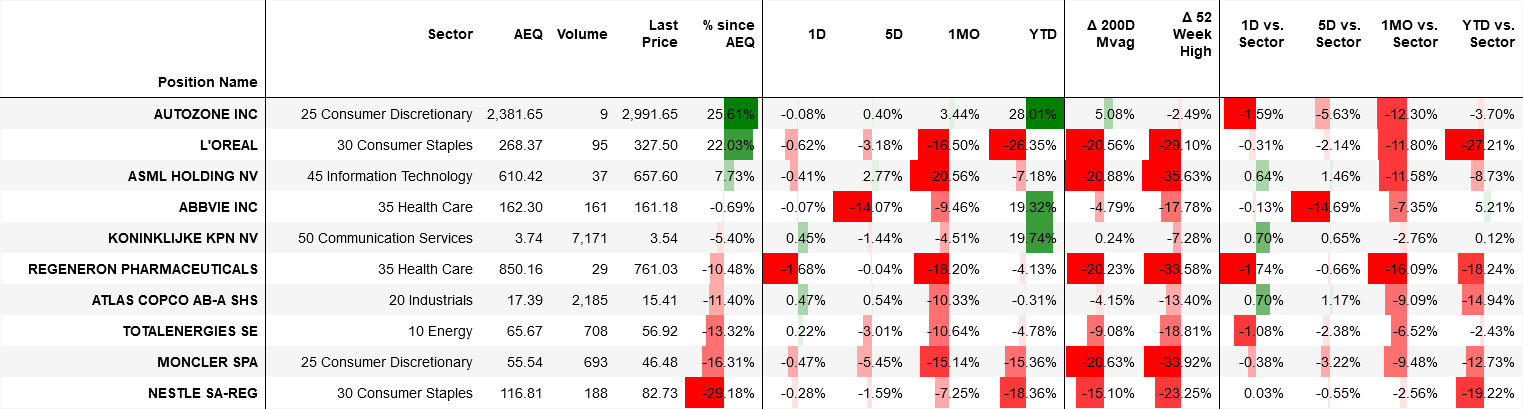 Position Name Sector AEQ Volume Last Price % since AEQ 1D 5D 1MO YTD Δ 200D Mvag Δ 52 Week High 1D vs. Sector 5D vs. Sector 1MO vs. Sector YTD vs. Sector
AUTOZONE INC 25 Consumer Discretionary 2,381.65 9 2,991.65 25.61% -0.08% 0.40% 3.44% 28.01% 5.08% -2.49% -1.59% -5.63% -12.30% -3.70%
L'OREAL 30 Consumer Staples 268.37 95 327.50 22.03% -0.62% -3.18% -16.50% -26.35% -20.56% -29.10% -0.31% -2.14% -11.80% -27.21%
ASML HOLDING NV 45 Information Technology 610.42 37 657.60 7.73% -0.41% 2.77% -20.56% -7.18% -20.88% -35.63% 0.64% 1.46% -11.58% -8.73%
ABBVIE INC 35 Health Care 162.30 161 161.18 -0.69% -0.07% -14.07% -9.46% 19.32% -4.79% -17.78% -0.13% -14.69% -7.35% 5.21%
KONINKLIJKE KPN NV 50 Communication Services 3.74 7,171 3.54 -5.40% 0.45% -1.44% -4.51% 19.74% 0.24% -7.28% 0.70% 0.65% -2.76% 0.12%
REGENERON PHARMACEUTICALS 35 Health Care 850.16 29 761.03 -10.48% -1.68% -0.04% -18.20% -4.13% -20.23% -33.58% -1.74% -0.66% -16.09% -18.24%
ATLAS COPCO AB-A SHS 20 Industrials 17.39 2,185 15.41 -11.40% 0.47% 0.54% -10.33% -0.31% -4.15% -13.40% 0.70% 1.17% -9.09% -14.94%
TOTALENERGIES SE 10 Energy 65.67 708 56.92 -13.32% 0.22% -3.01% -10.64% -4.78% -9.08% -18.81% -1.08% -2.38% -6.52% -2.43%
MONCLER SPA 25 Consumer Discretionary 55.54 693 46.48 -16.31% -0.47% -5.45% -15.14% -15.36% -20.63% -33.92% -0.38% -3.22% -9.48% -12.73%
NESTLE SA-REG 30 Consumer Staples 116.81 188 82.73 -29.18% -0.28% -1.59% -7.25% -18.36% -15.10% -23.25% 0.03% -0.55% -2.56% -19.22%